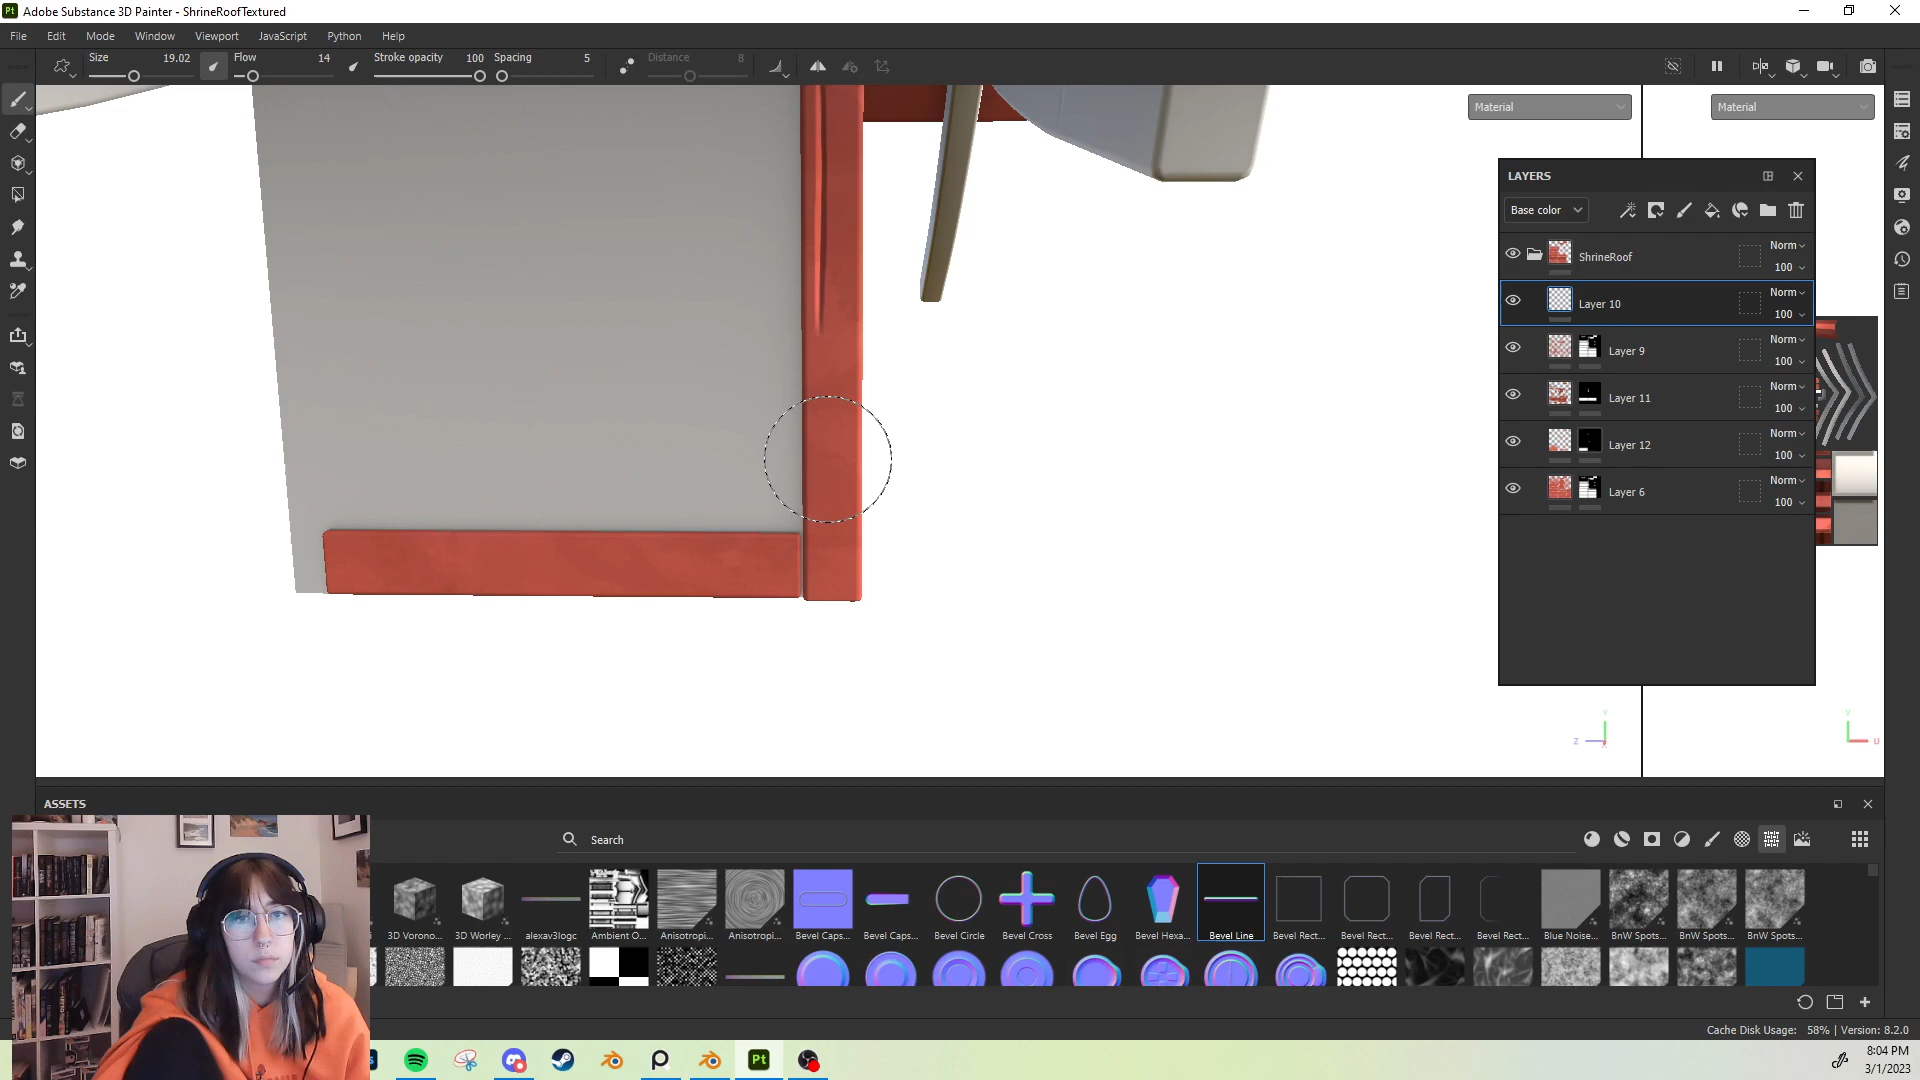 Pt Adobe Substance 3D Painter - ShrineRoofTextured
File Edit Mode Window Viewport JavaScript Python Help
Size 19.02 Flow 14 Stroke opacity 100 Spacing 5 Distance 8
Material
Material
LAYERS
Base color
ShrineRoof Norm 100
Layer 10 Norm 100
Layer 9 Norm 100
Layer 11 Norm 100
Layer 12 Norm 100
Layer 6 Norm 100
Y
Z
V
U
ASSETS
Search
3D Vorono... 3D Worley ... alexav3logc Ambient O... Anisotropi... Anisotropi... Bevel Caps... Bevel Caps... Bevel Circle Bevel Cross Bevel Egg Bevel Hexa... Bevel Line Bevel Rect... Bevel Rect... Bevel Rect... Bevel Rect... Blue Noise... BnW Spots... BnW Spots... BnW Spots...
Cache Disk Usage: 58% | Version: 8.2.0
Pt
8:04 PM
3/1/2023